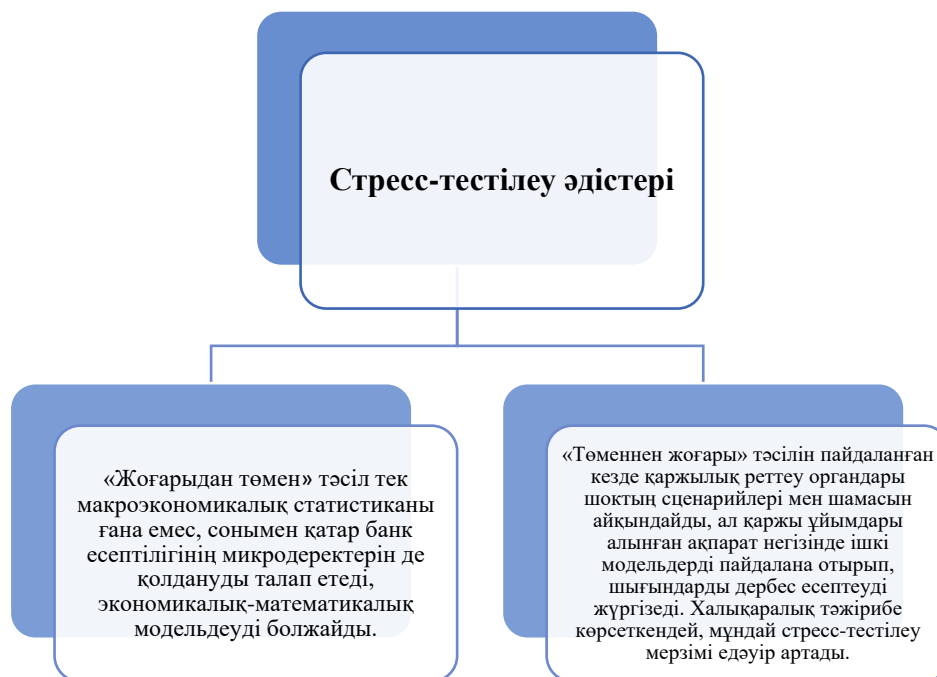 Стресс-тестілеу әдістері
«Жоғарыдан төмен» тәсіл тек
макроэкономикалық статистиканы
ғана емес, сонымен қатар банк
есептілігінің микродеректерін де
қолдануды талап етеді,
экономикалық-математикалық
модельдеуді болжайды.
«Төменнен жоғары» тәсілін пайдаланған
кезде қаржылық реттеу органдары
шоктың сценарийлері мен шамасын
айқындайды, ал қаржы ұйымдары
алынған ақпарат негізінде ішкі
модельдерді пайдалана отырып,
шығындарды дербес есептеуді
жүргізеді. Халықаралық тәжірибе
көрсеткендей, мұндай стресс-тестілеу
мерзімі едәуір артады.